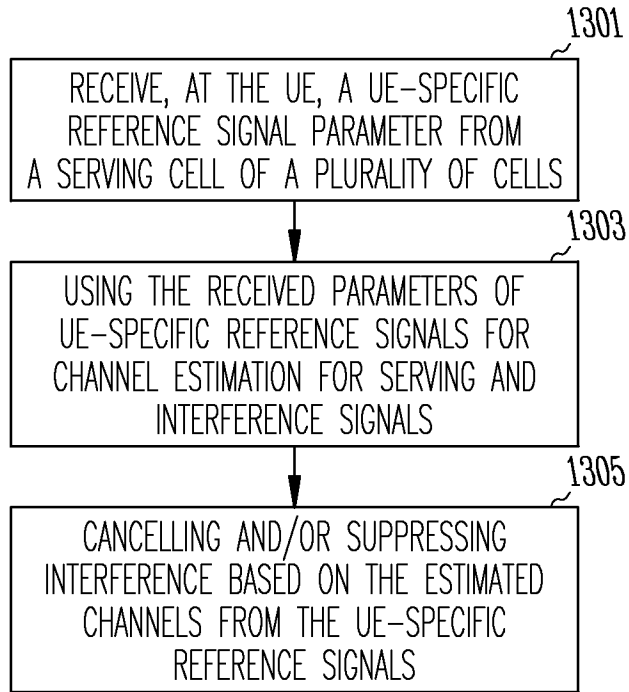 1301
RECEIVE, AT THE UE, A UE-SPECIFIC
REFERENCE SIGNAL PARAMETER FROM
A SERVING CELL OF A PLURALITY OF CELLS
1303
USING THE RECEIVED PARAMETERS OF
UE-SPECIFIC REFERENCE SIGNALS FOR
CHANNEL ESTIMATION FOR SERVING AND
INTERFERENCE SIGNALS
1305
CANCELLING AND/OR SUPPRESSING
INTERFERENCE BASED ON THE ESTIMATED
CHANNELS FROM THE UE-SPECIFIC
REFERENCE SIGNALS